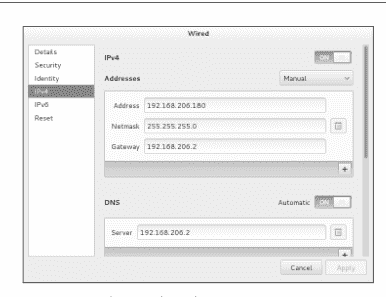 Wired
Details
Security
Identity
IPv4
IPv6
Reset
IPv4 ON
Addresses Manual
Address 192.168.206.180
Netmask 255.255.255.0
Gateway 192.168.206.2
+
DNS Automatic ON
Server 192.168.206.2
+
Cancel Apply